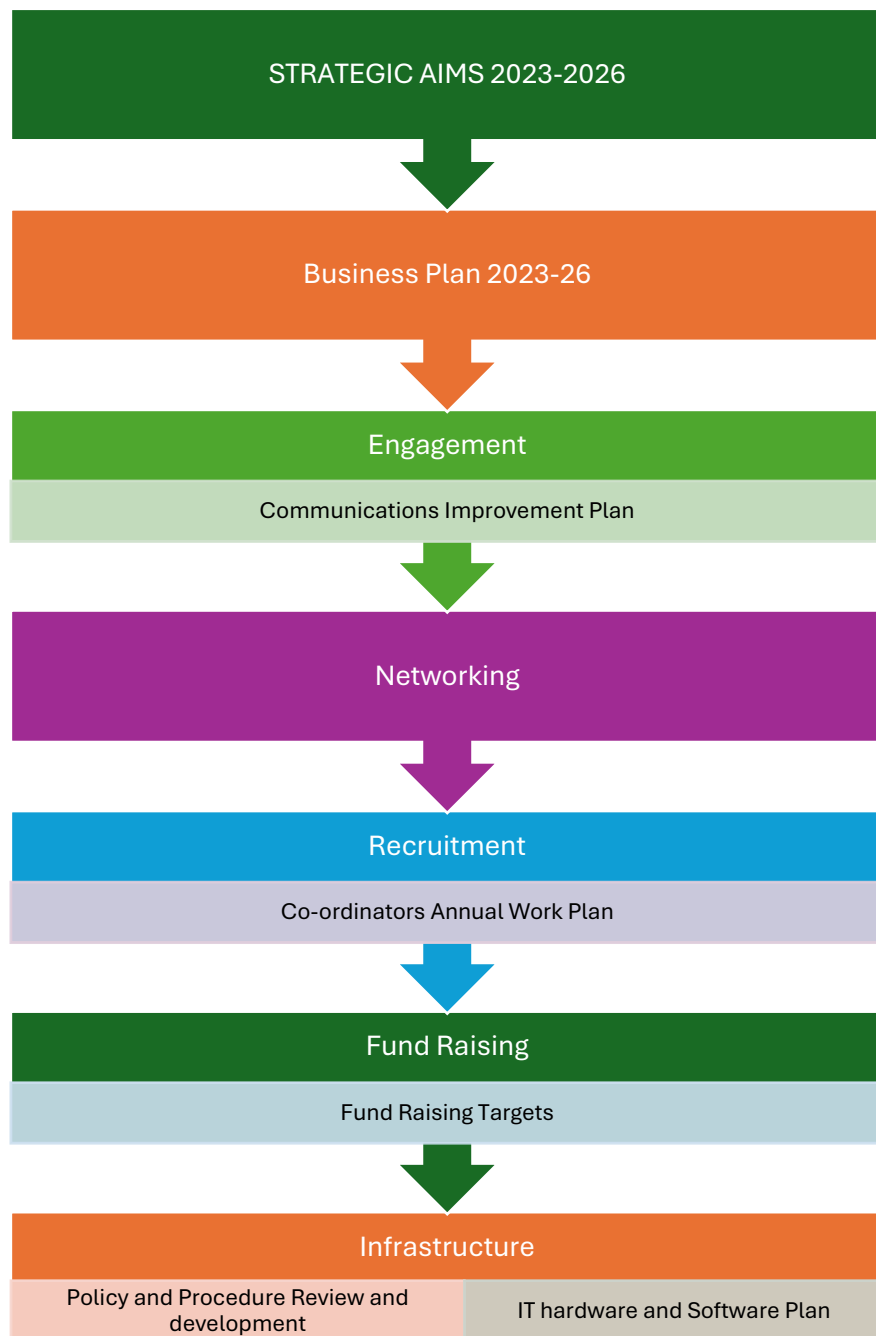 STRATEGIC AIMS 2023-2026
Business Plan 2023-26
Engagement
Communications Improvement Plan
Networking
Recruitment
Co-ordinators Annual Work Plan
Fund Raising
Fund Raising Targets
Infrastructure
Policy and Procedure Review and
development
IT hardware and Software Plan